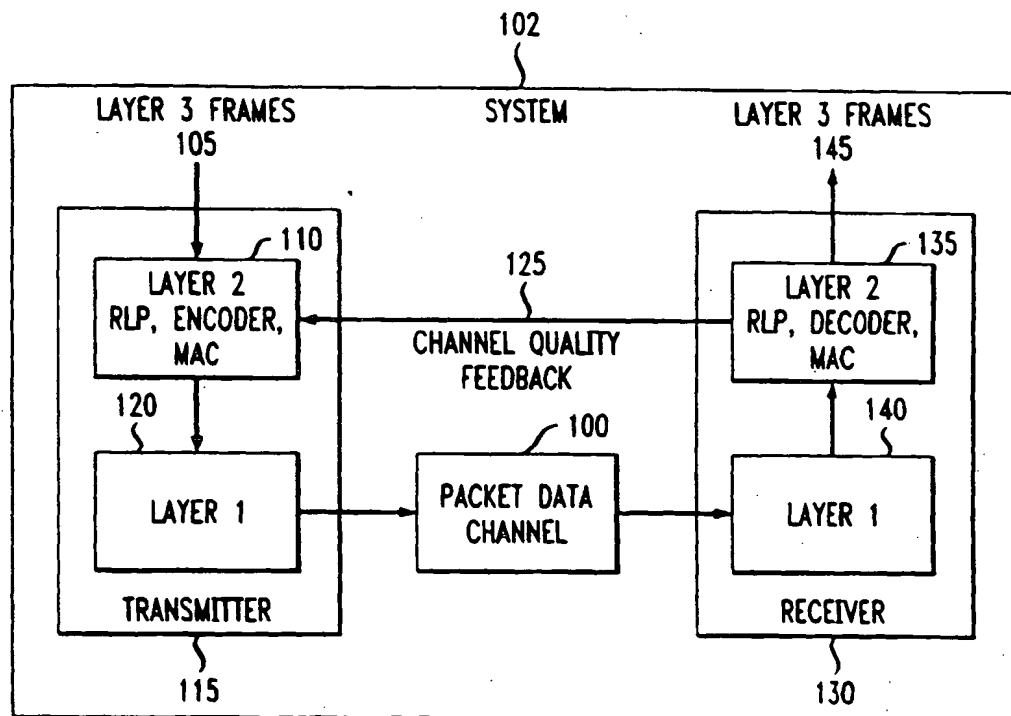 102
LAYER 3 FRAMES
105
SYSTEM
LAYER 3 FRAMES
145
110
LAYER 2
RLP, ENCODER,
MAC
125
CHANNEL QUALITY
FEEDBACK
135
LAYER 2
RLP, DECODER,
MAC
120
LAYER 1
100
PACKET DATA
CHANNEL
140
LAYER 1
TRANSMITTER
115
RECEIVER
130